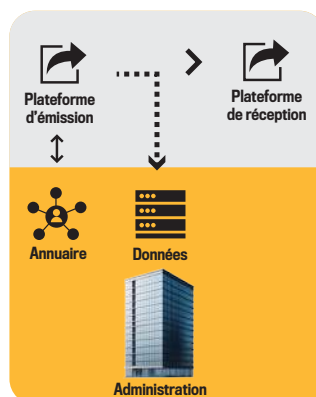 Plateforme
d'émission
Plateforme
de réception
Annuaire
Données
Administration